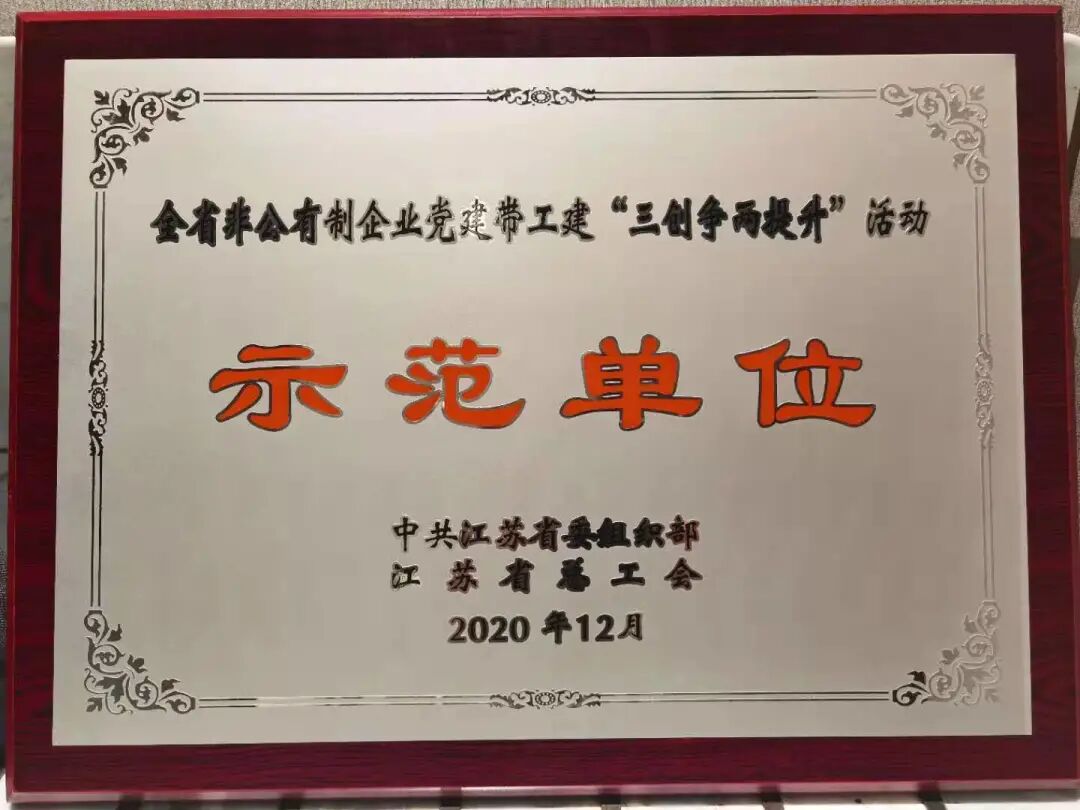 全省非公有制企业党建带工建“三创争两提升”活动
示范单位
中共江苏省委组织部
江苏省总工会
2020年12月